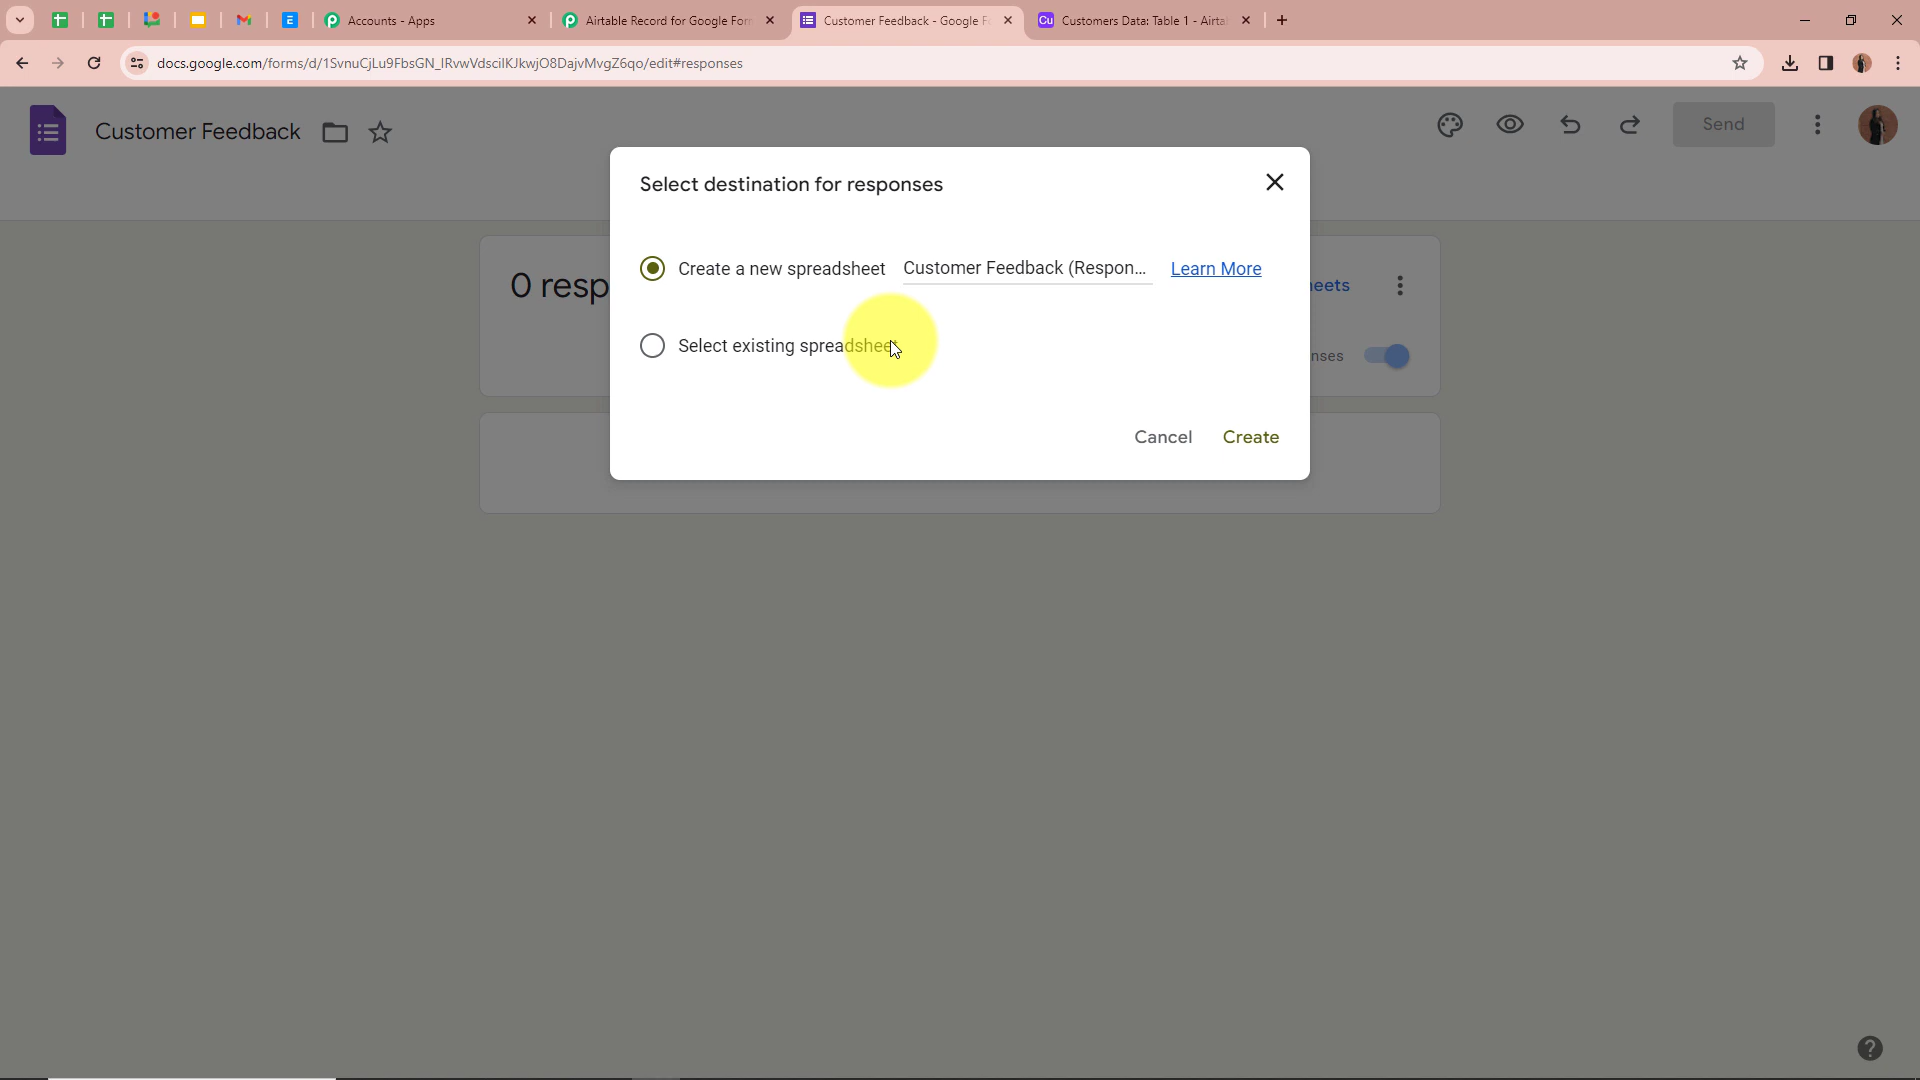 Accounts - Apps
Airtable Record for Google For
Customer Feedback - Google F
Cu
Customers Data: Table 1 - Airta
docs.google.com/forms/d/1SvnuCjLu9FbsGN_IRvwVdscilKJkwjO8DajvMvgZ6qo/edit#responses
Customer Feedback
Send
Select destination for responses
Create a new spreadsheet
Customer Feedback (Respon...
Learn More
0 resp
eets
Select existing spreadsheet
nses
Cancel
Create